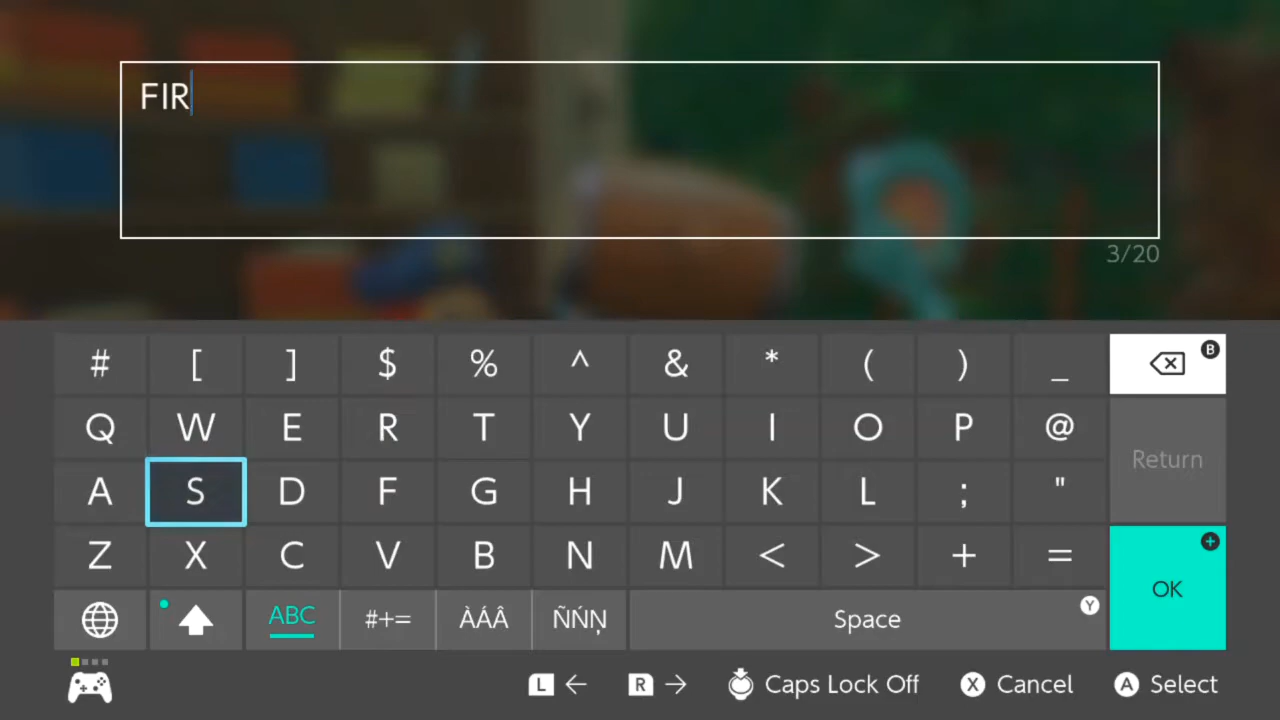 FIR
3/20
# [ ] $ % ^ & * ( ) _ B
Q W E R T Y U I O P @ Return
A S D F G H J K L ; "
Z X C V B N M < > + = OK +
ABC #+= ÀÁÂ ÑŃŅ Space Y
L ← R → Caps Lock Off X Cancel A Select